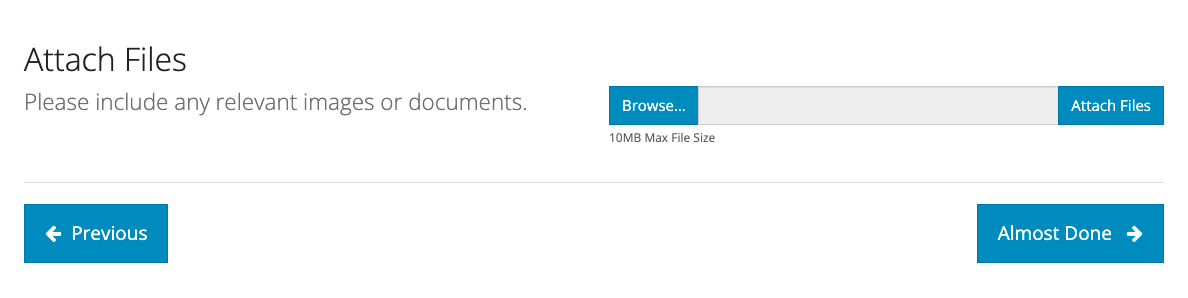 Attach Files
Please include any relevant images or documents.
Browse... Attach Files
10MB Max File Size
Previous Almost Done